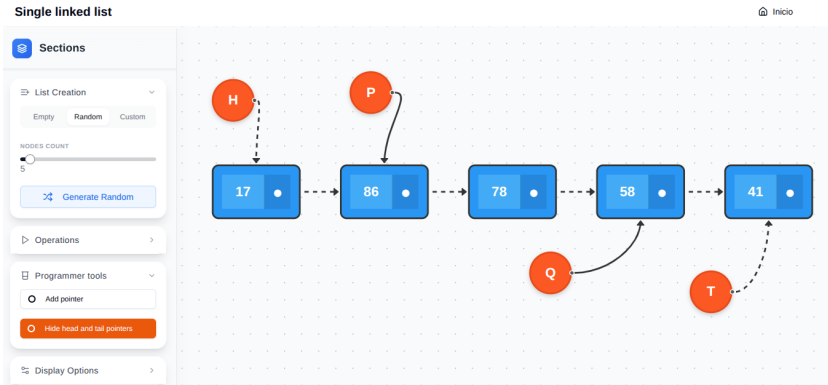 Single linked list
Inicio
Sections
List Creation
Empty Random Custom
NODES COUNT
5
Generate Random
Operations
Programmer tools
Add pointer
Hide head and tail pointers
Display Options
H
P
17 86 78 58 41
Q
T